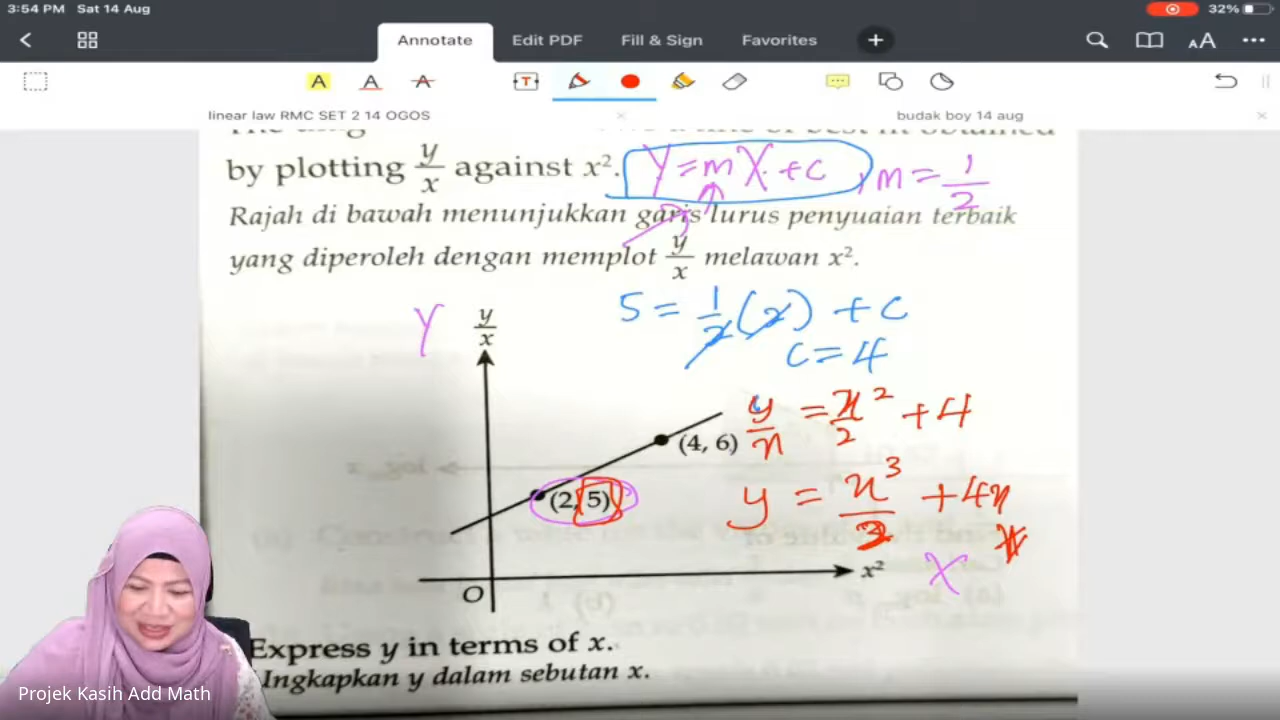 3:54 PM Sat 14 Aug
32%
Annotate Edit PDF Fill & Sign Favorites
linear law RMC SET 2 14 OGOS
budak boy 14 aug
by plotting y/x against x². Y = mX + c , m = 1/2
Rajah di bawah menunjukkan garis lurus penyuaian terbaik
yang diperoleh dengan memplot y/x melawan x².
5 = 1/2 (2) + c
c = 4
Y
y/x
y/x = x²/2 + 4
(4, 6)
(2, 5)
y = x³/2 + 4x
x²
X
O
Express y in terms of x.
Ungkapkan y dalam sebutan x.
Projek Kasih Add Math